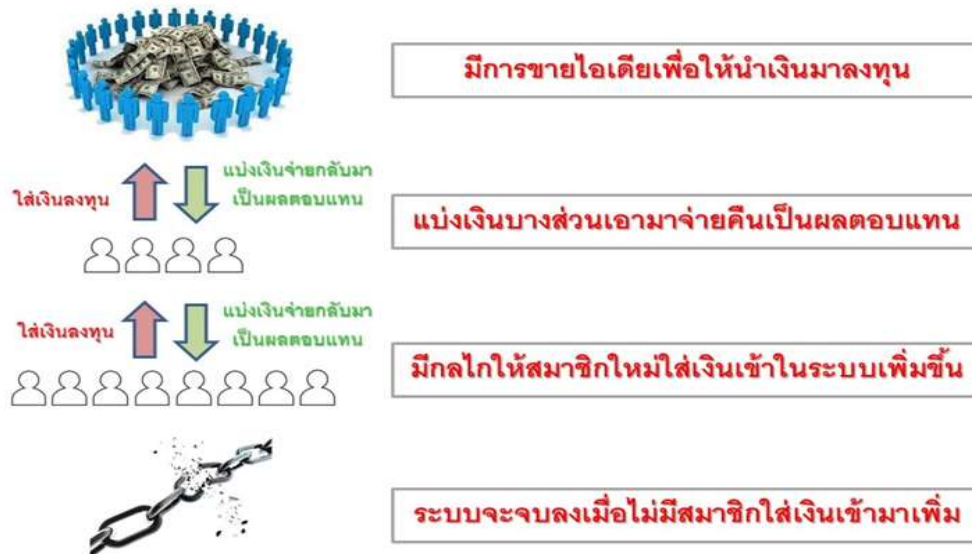 มีการขายไอเดียเพื่อให้นำเงินมาลงทุน
ใส่เงินลงทุน
แบ่งเงินจ่ายกลับมา
เป็นผลตอบแทน
แบ่งเงินบางส่วนเอามาจ่ายคืนเป็นผลตอบแทน
ใส่เงินลงทุน
แบ่งเงินจ่ายกลับมา
เป็นผลตอบแทน
มีกลไกให้สมาชิกใหม่ใส่เงินเข้าในระบบเพิ่มขึ้น
ระบบจะจบลงเมื่อไม่มีสมาชิกใส่เงินเข้ามาเพิ่ม